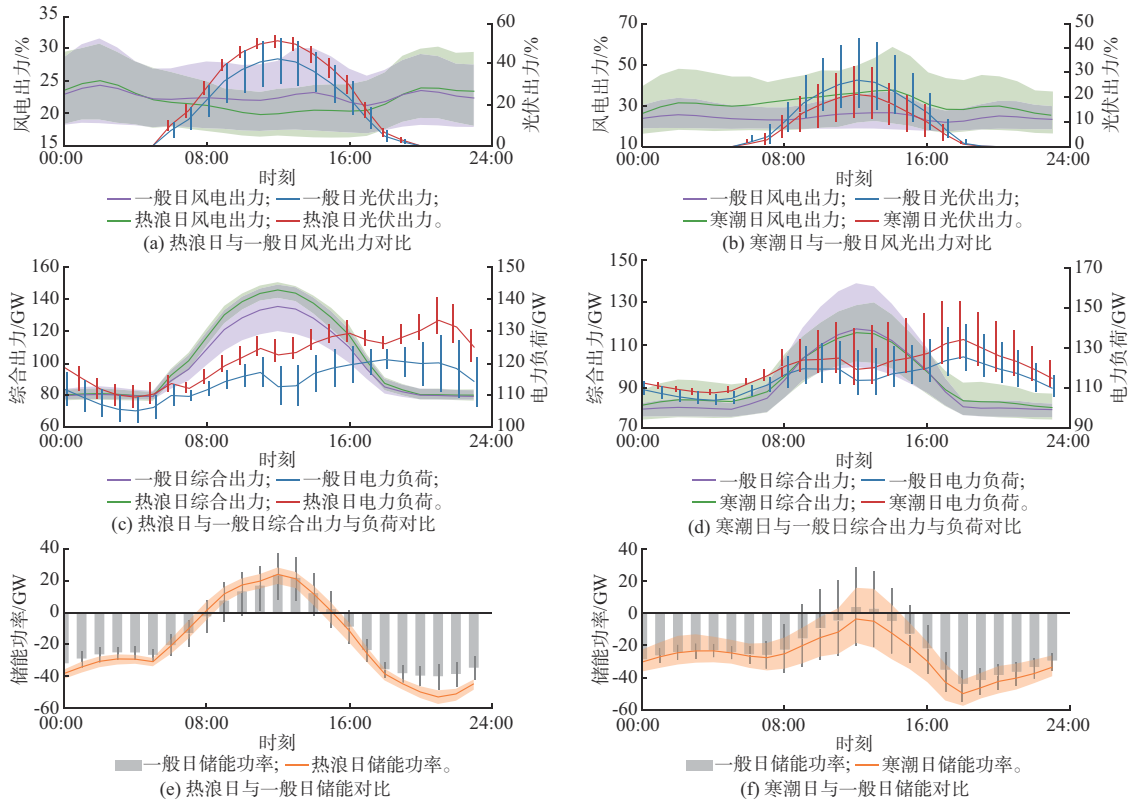 35
30
25
20
15
风电出力/%
60
40
20
0
光伏出力/%
00:00 08:00 16:00 24:00
时刻
一般日风电出力; 一般日光伏出力;
热浪日风电出力; 热浪日光伏出力。
(a) 热浪日与一般日风光出力对比
70
50
30
10
风电出力/%
50
40
30
20
10
0
光伏出力/%
00:00 08:00 16:00 24:00
时刻
一般日风电出力; 一般日光伏出力;
寒潮日风电出力; 寒潮日光伏出力。
(b) 寒潮日与一般日风光出力对比
160
140
120
100
80
60
综合出力/GW
150
140
130
120
110
100
电力负荷/GW
00:00 08:00 16:00 24:00
时刻
一般日综合出力; 一般日电力负荷;
热浪日综合出力; 热浪日电力负荷。
(c) 热浪日与一般日综合出力与负荷对比
150
130
110
90
70
综合出力/GW
170
150
130
110
90
电力负荷/GW
00:00 08:00 16:00 24:00
时刻
一般日综合出力; 一般日电力负荷;
寒潮日综合出力; 寒潮日电力负荷。
(d) 寒潮日与一般日综合出力与负荷对比
40
20
0
-20
-40
-60
储能功率/GW
00:00 08:00 16:00 24:00
时刻
一般日储能功率; 热浪日储能功率。
(e) 热浪日与一般日储能对比
40
20
0
-20
-40
-60
储能功率/GW
00:00 08:00 16:00 24:00
时刻
一般日储能功率; 寒潮日储能功率。
(f) 寒潮日与一般日储能对比